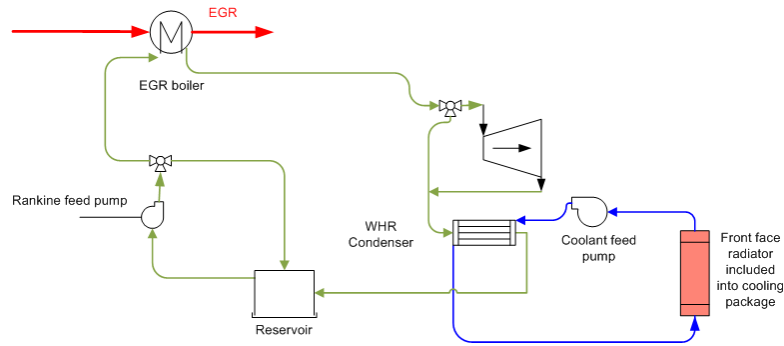 EGR
EGR boiler
Rankine feed pump
WHR
Condenser
Coolant feed
pump
Front face
radiator
included
into cooling
package
Reservoir